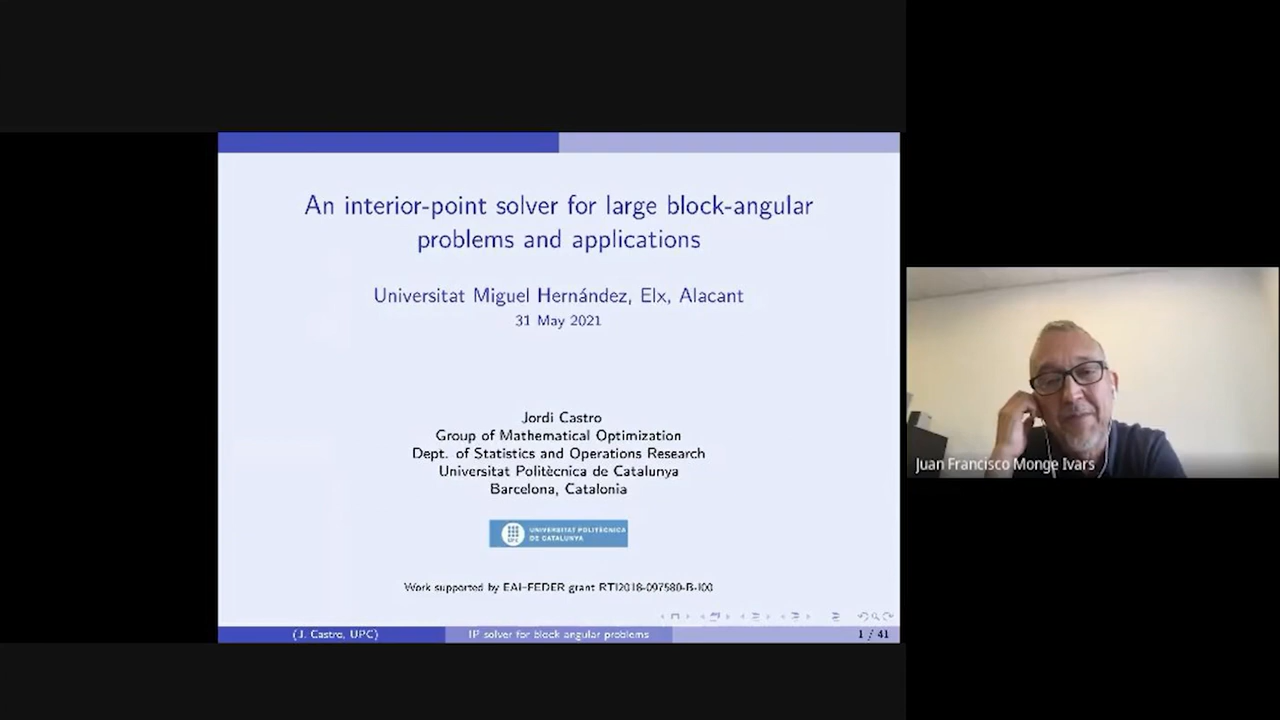 An interior-point solver for large block-angular
problems and applications
Universitat Miguel Hernández, Elx, Alacant
31 May 2021
Jordi Castro
Group of Mathematical Optimization
Dept. of Statistics and Operations Research
Universitat Politècnica de Catalunya
Barcelona, Catalonia
UNIVERSITAT POLITÈCNICA
DE CATALUNYA
UPC
Work supported by EAI-FEDER grant RTI2018-097580-B-I00
(J. Castro, UPC)
IP solver for block angular problems
1 / 41
Juan Francisco Monge Ivars